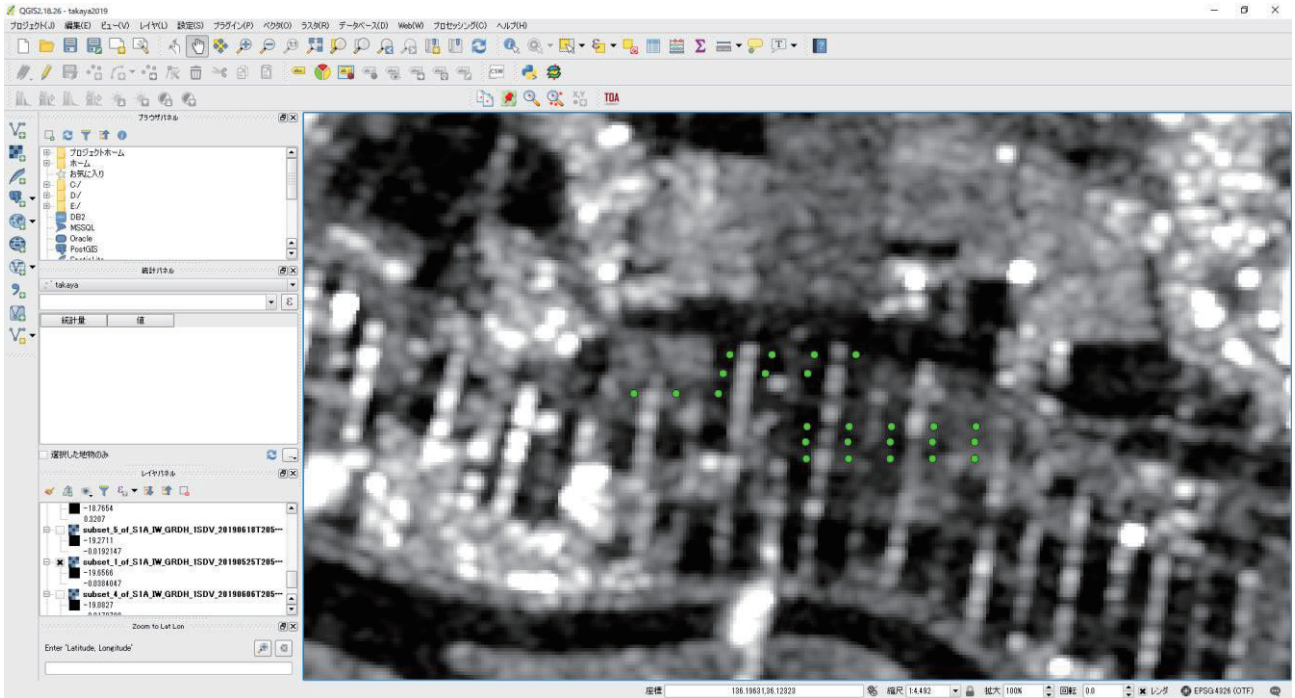 QGIS2.18.26 - takaya2019
プロジェクト(J) 編集(E) ビュー(V) レイヤ(L) 設定(S) プラグイン(P) ベクタ(O) ラスタ(R) データベース(D) Web(W) プロセッシング(C) ヘルプ(H)
csw
X,Y
TOA
ブラウザパネル
プロジェクトホーム
ホーム
お気に入り
C:/
D:/
E:/
DB2
MSSQL
Oracle
PostGIS
SpatiaLite
統計パネル
takaya
ε
統計量 値
選択した地物のみ
レイヤパネル
-18.7654
0.3207
subset_5_of_S1A_IW_GRDH_1SDV_20190618T205…
-19.2711
-0.0192147
subset_1_of_S1A_IW_GRDH_1SDV_20190525T205…
-19.6566
-0.0384047
subset_4_of_S1A_IW_GRDH_1SDV_20190606T205…
-19.0827
Zoom to Lat Lon
Enter 'Latitude, Longitude'
座標 136.19631,36.12323 縮尺 1:4,492 拡大 100% 回転 0.0 レンダ EPSG:4326 (OTF)